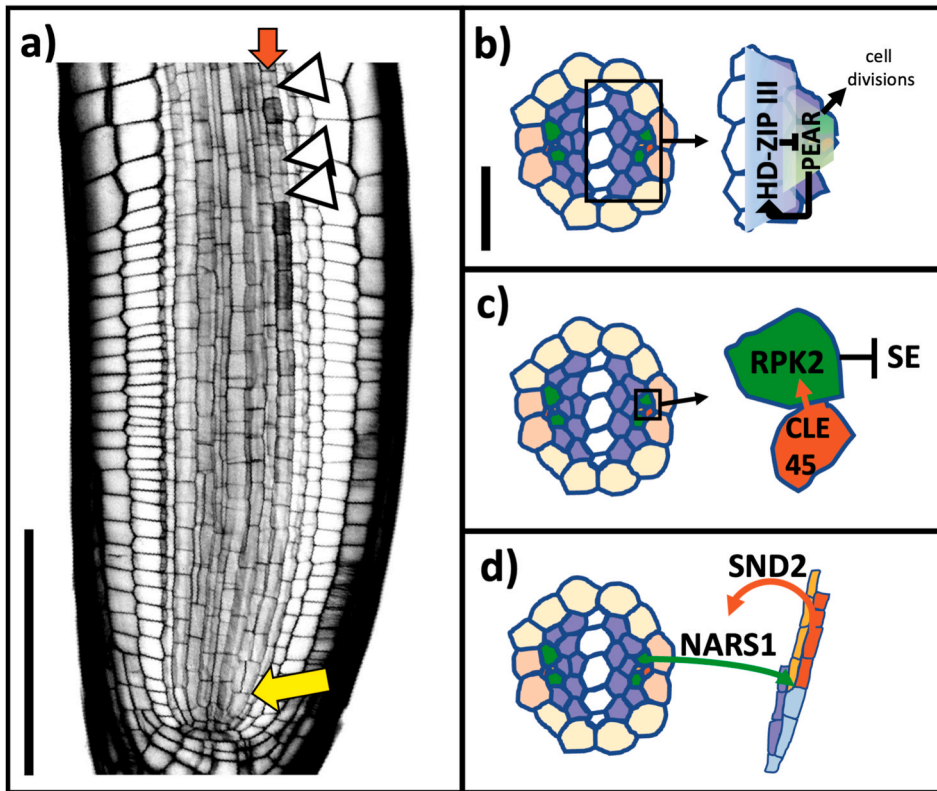 a)
b)
cell
divisions
HD-ZIP III
PEAR
c)
RPK2
SE
CLE
45
d)
SND2
NARS1